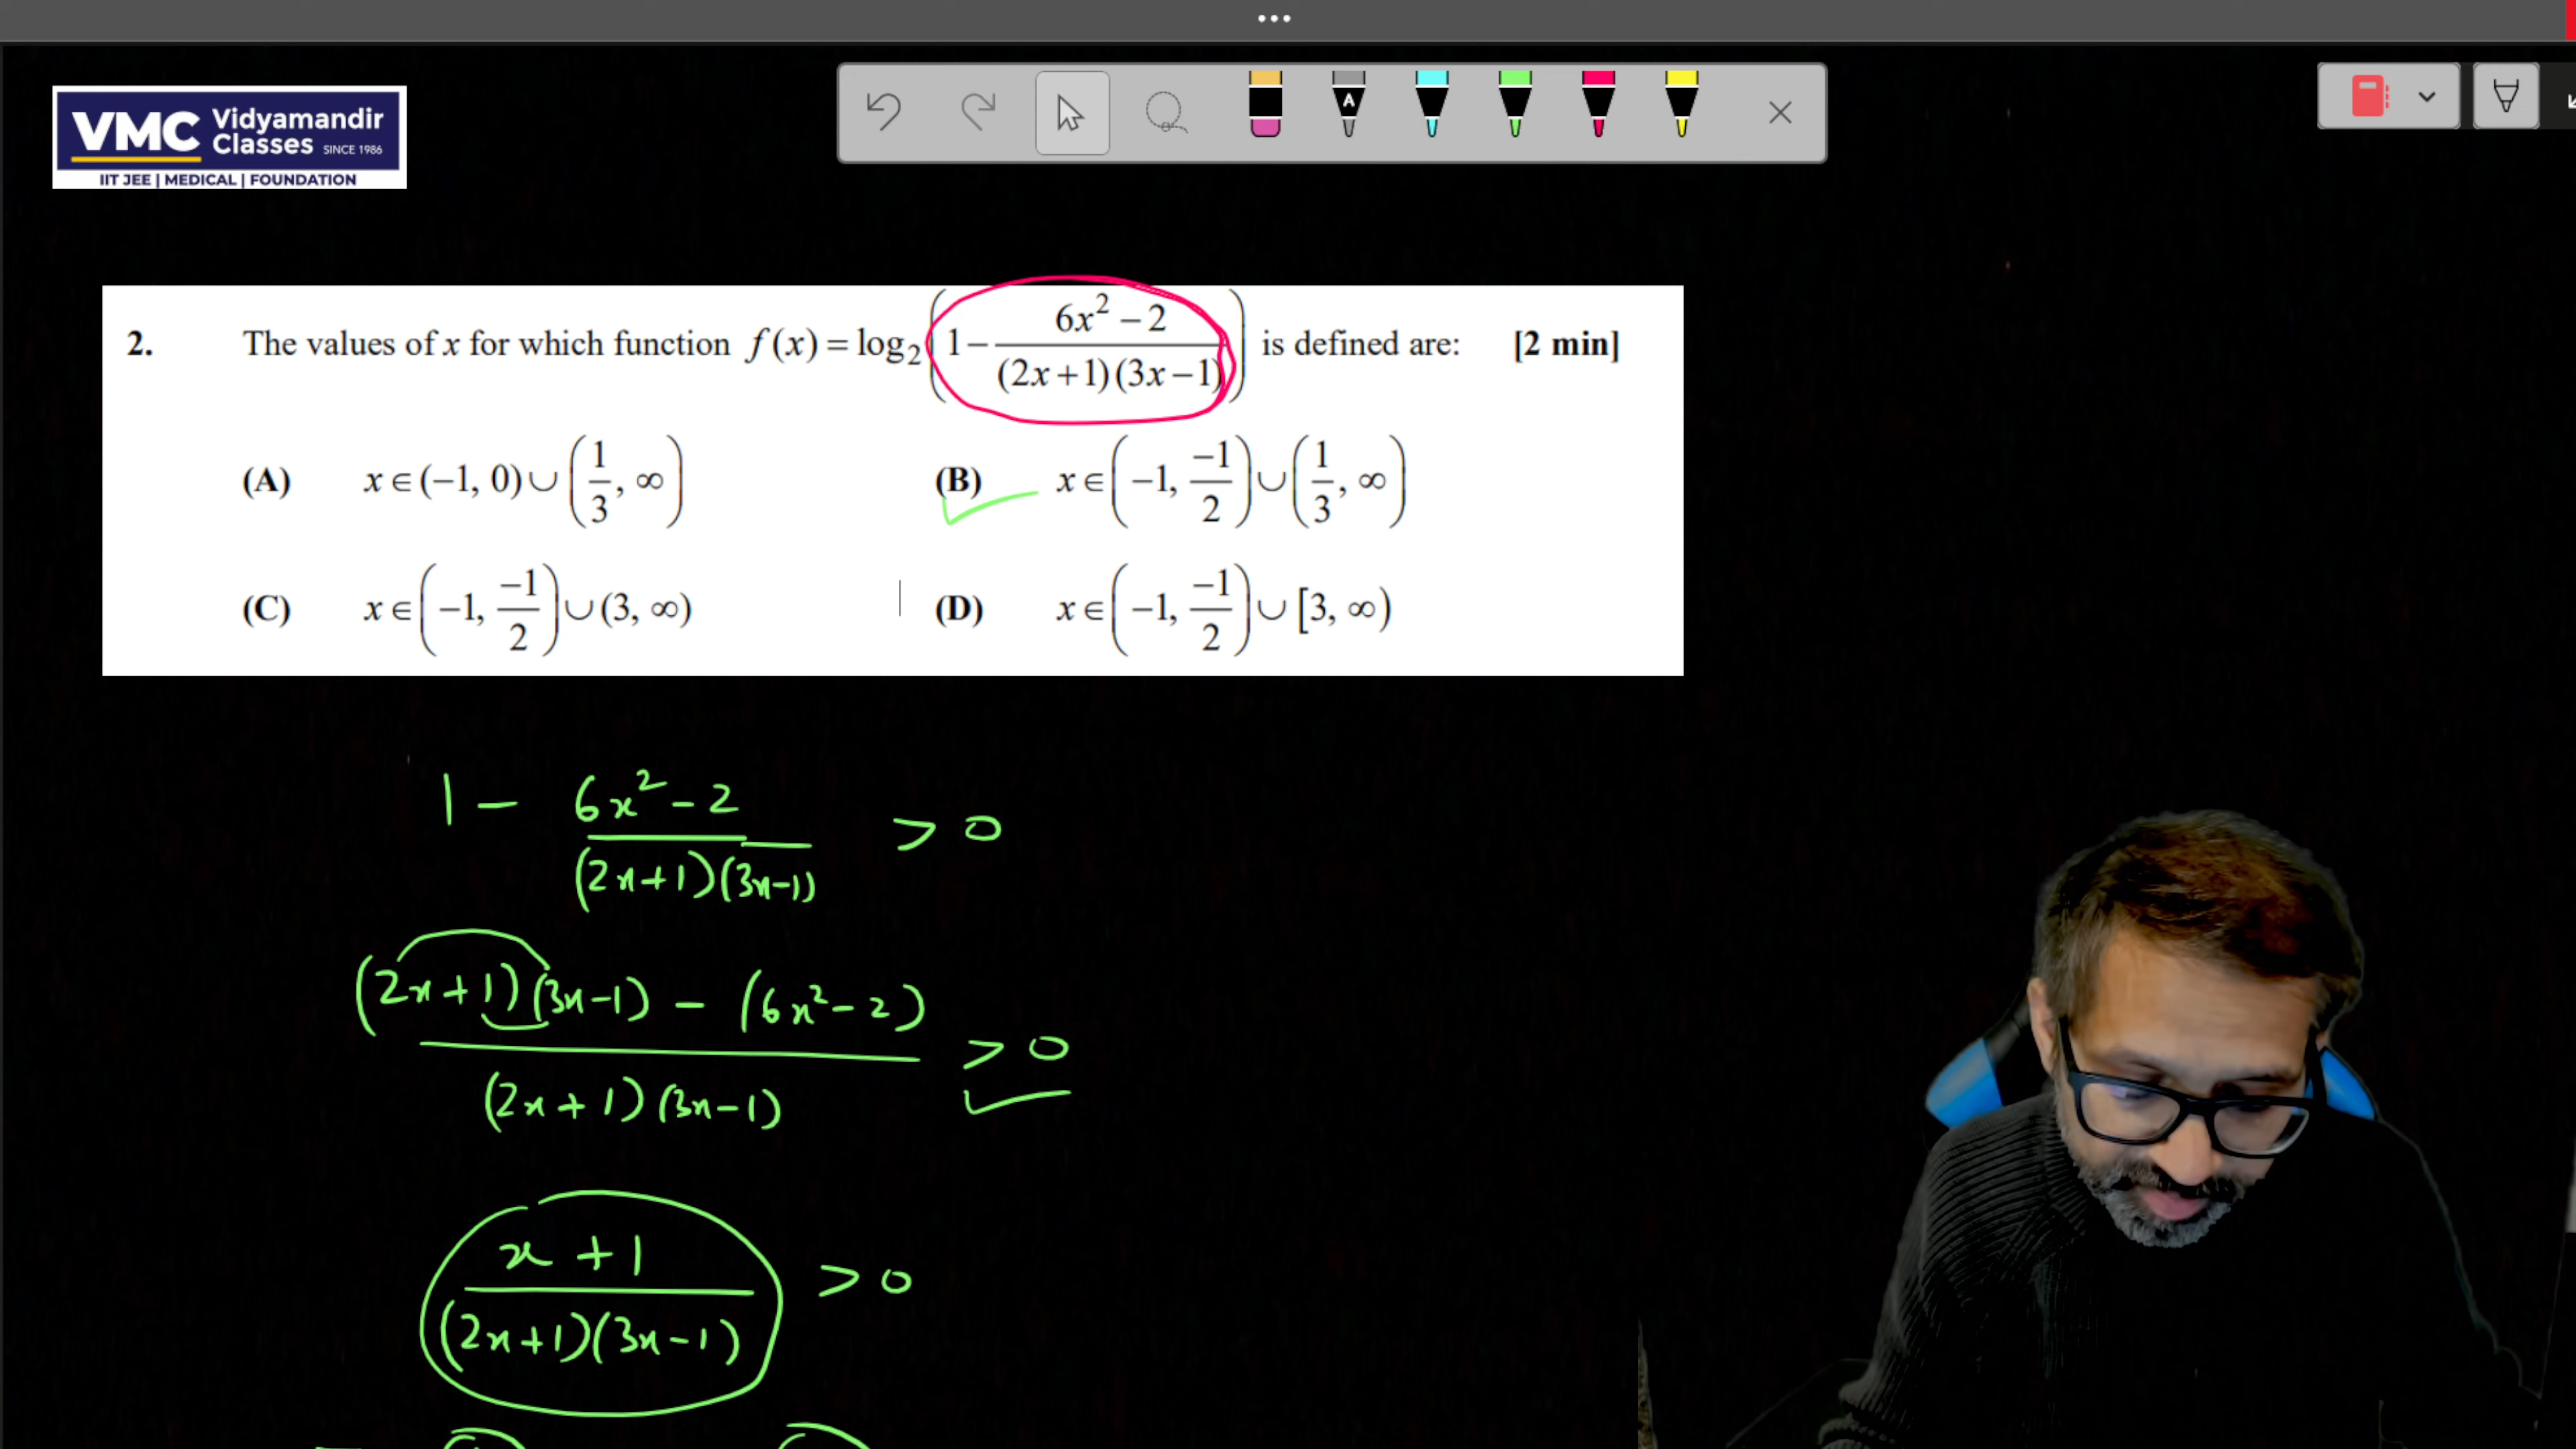 VMC Vidyamandir Classes SINCE 1986
IIT JEE | MEDICAL | FOUNDATION
A
2. The values of x for which function f(x) = log₂(1 − (6x² − 2)/((2x+1)(3x−1))) is defined are: [2 min]
(A) x ∈ (−1, 0) ∪ (1/3, ∞)
(B) x ∈ (−1, −1/2) ∪ (1/3, ∞)
(C) x ∈ (−1, −1/2) ∪ (3, ∞)
(D) x ∈ (−1, −1/2) ∪ [3, ∞)
1 − (6x² − 2)/((2x+1)(3x−1)) > 0
((2x+1)(3x−1) − (6x² − 2))/((2x+1)(3x−1)) > 0
(x + 1)/((2x+1)(3x−1)) > 0